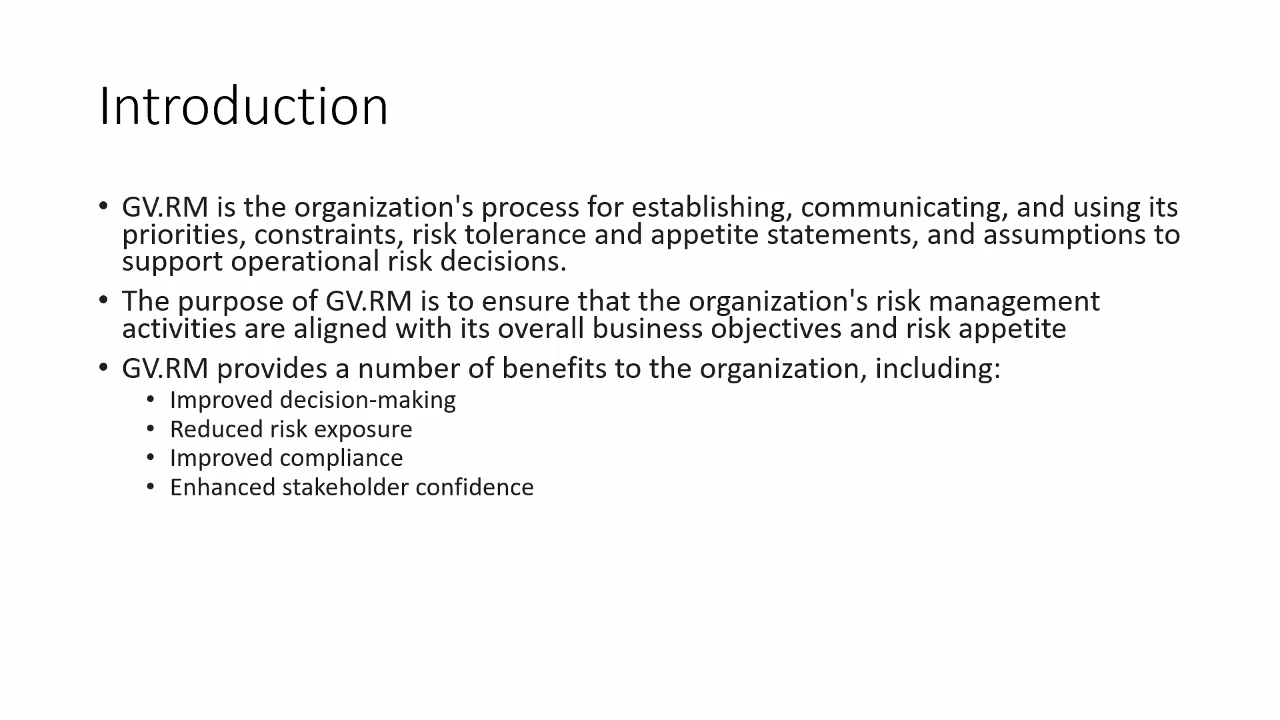 Introduction
• GV.RM is the organization's process for establishing, communicating, and using its
priorities, constraints, risk tolerance and appetite statements, and assumptions to
support operational risk decisions.
• The purpose of GV.RM is to ensure that the organization's risk management
activities are aligned with its overall business objectives and risk appetite
• GV.RM provides a number of benefits to the organization, including:
• Improved decision-making
• Reduced risk exposure
• Improved compliance
• Enhanced stakeholder confidence